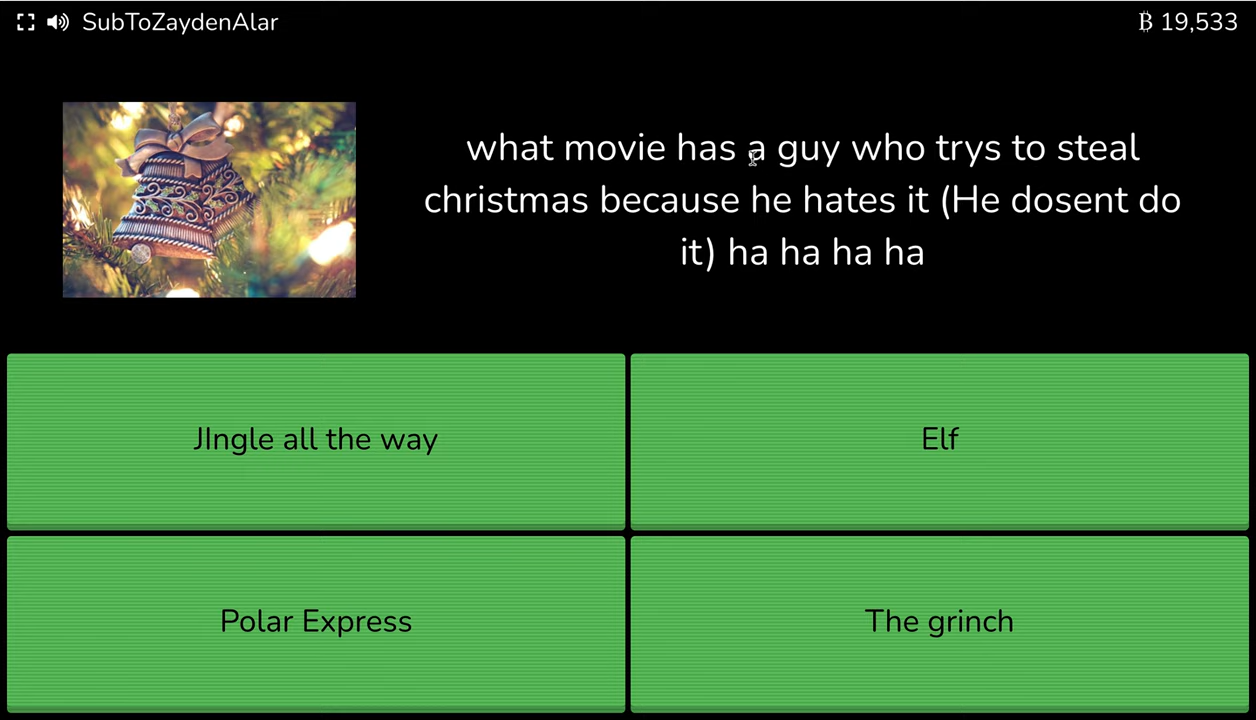 SubToZaydenAlar
₿ 19,533
what movie has a guy who trys to steal
christmas because he hates it (He dosent do
it) ha ha ha ha
JIngle all the way
Elf
Polar Express
The grinch